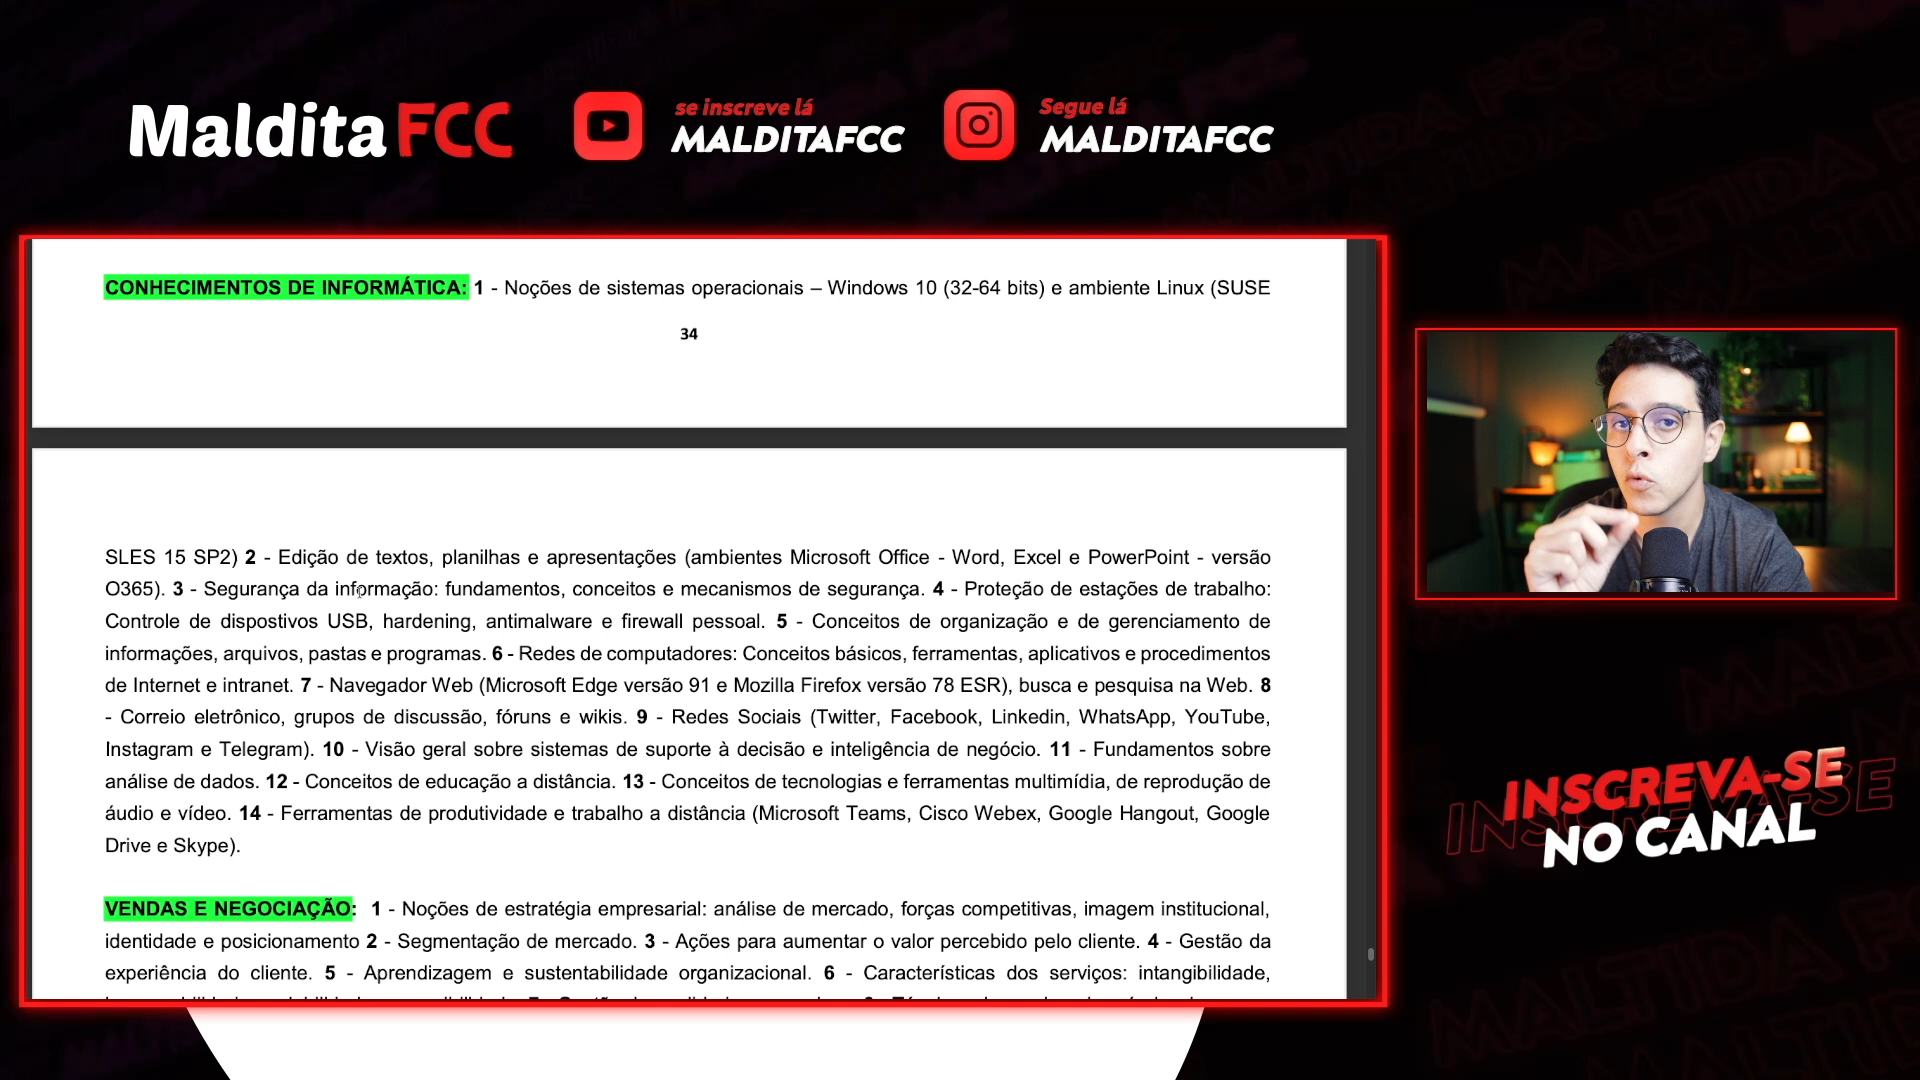 MalditaFCC
se inscreve lá
MALDITAFCC
Segue lá
MALDITAFCC
CONHECIMENTOS DE INFORMÁTICA: 1 - Noções de sistemas operacionais – Windows 10 (32-64 bits) e ambiente Linux (SUSE
34
SLES 15 SP2) 2 - Edição de textos, planilhas e apresentações (ambientes Microsoft Office - Word, Excel e PowerPoint - versão
O365). 3 - Segurança da informação: fundamentos, conceitos e mecanismos de segurança. 4 - Proteção de estações de trabalho:
Controle de dispostivos USB, hardening, antimalware e firewall pessoal. 5 - Conceitos de organização e de gerenciamento de
informações, arquivos, pastas e programas. 6 - Redes de computadores: Conceitos básicos, ferramentas, aplicativos e procedimentos
de Internet e intranet. 7 - Navegador Web (Microsoft Edge versão 91 e Mozilla Firefox versão 78 ESR), busca e pesquisa na Web. 8
- Correio eletrônico, grupos de discussão, fóruns e wikis. 9 - Redes Sociais (Twitter, Facebook, Linkedin, WhatsApp, YouTube,
Instagram e Telegram). 10 - Visão geral sobre sistemas de suporte à decisão e inteligência de negócio. 11 - Fundamentos sobre
análise de dados. 12 - Conceitos de educação a distância. 13 - Conceitos de tecnologias e ferramentas multimídia, de reprodução de
áudio e vídeo. 14 - Ferramentas de produtividade e trabalho a distância (Microsoft Teams, Cisco Webex, Google Hangout, Google
Drive e Skype).
VENDAS E NEGOCIAÇÃO: 1 - Noções de estratégia empresarial: análise de mercado, forças competitivas, imagem institucional,
identidade e posicionamento 2 - Segmentação de mercado. 3 - Ações para aumentar o valor percebido pelo cliente. 4 - Gestão da
experiência do cliente. 5 - Aprendizagem e sustentabilidade organizacional. 6 - Características dos serviços: intangibilidade,
INSCREVA-SE
NO CANAL